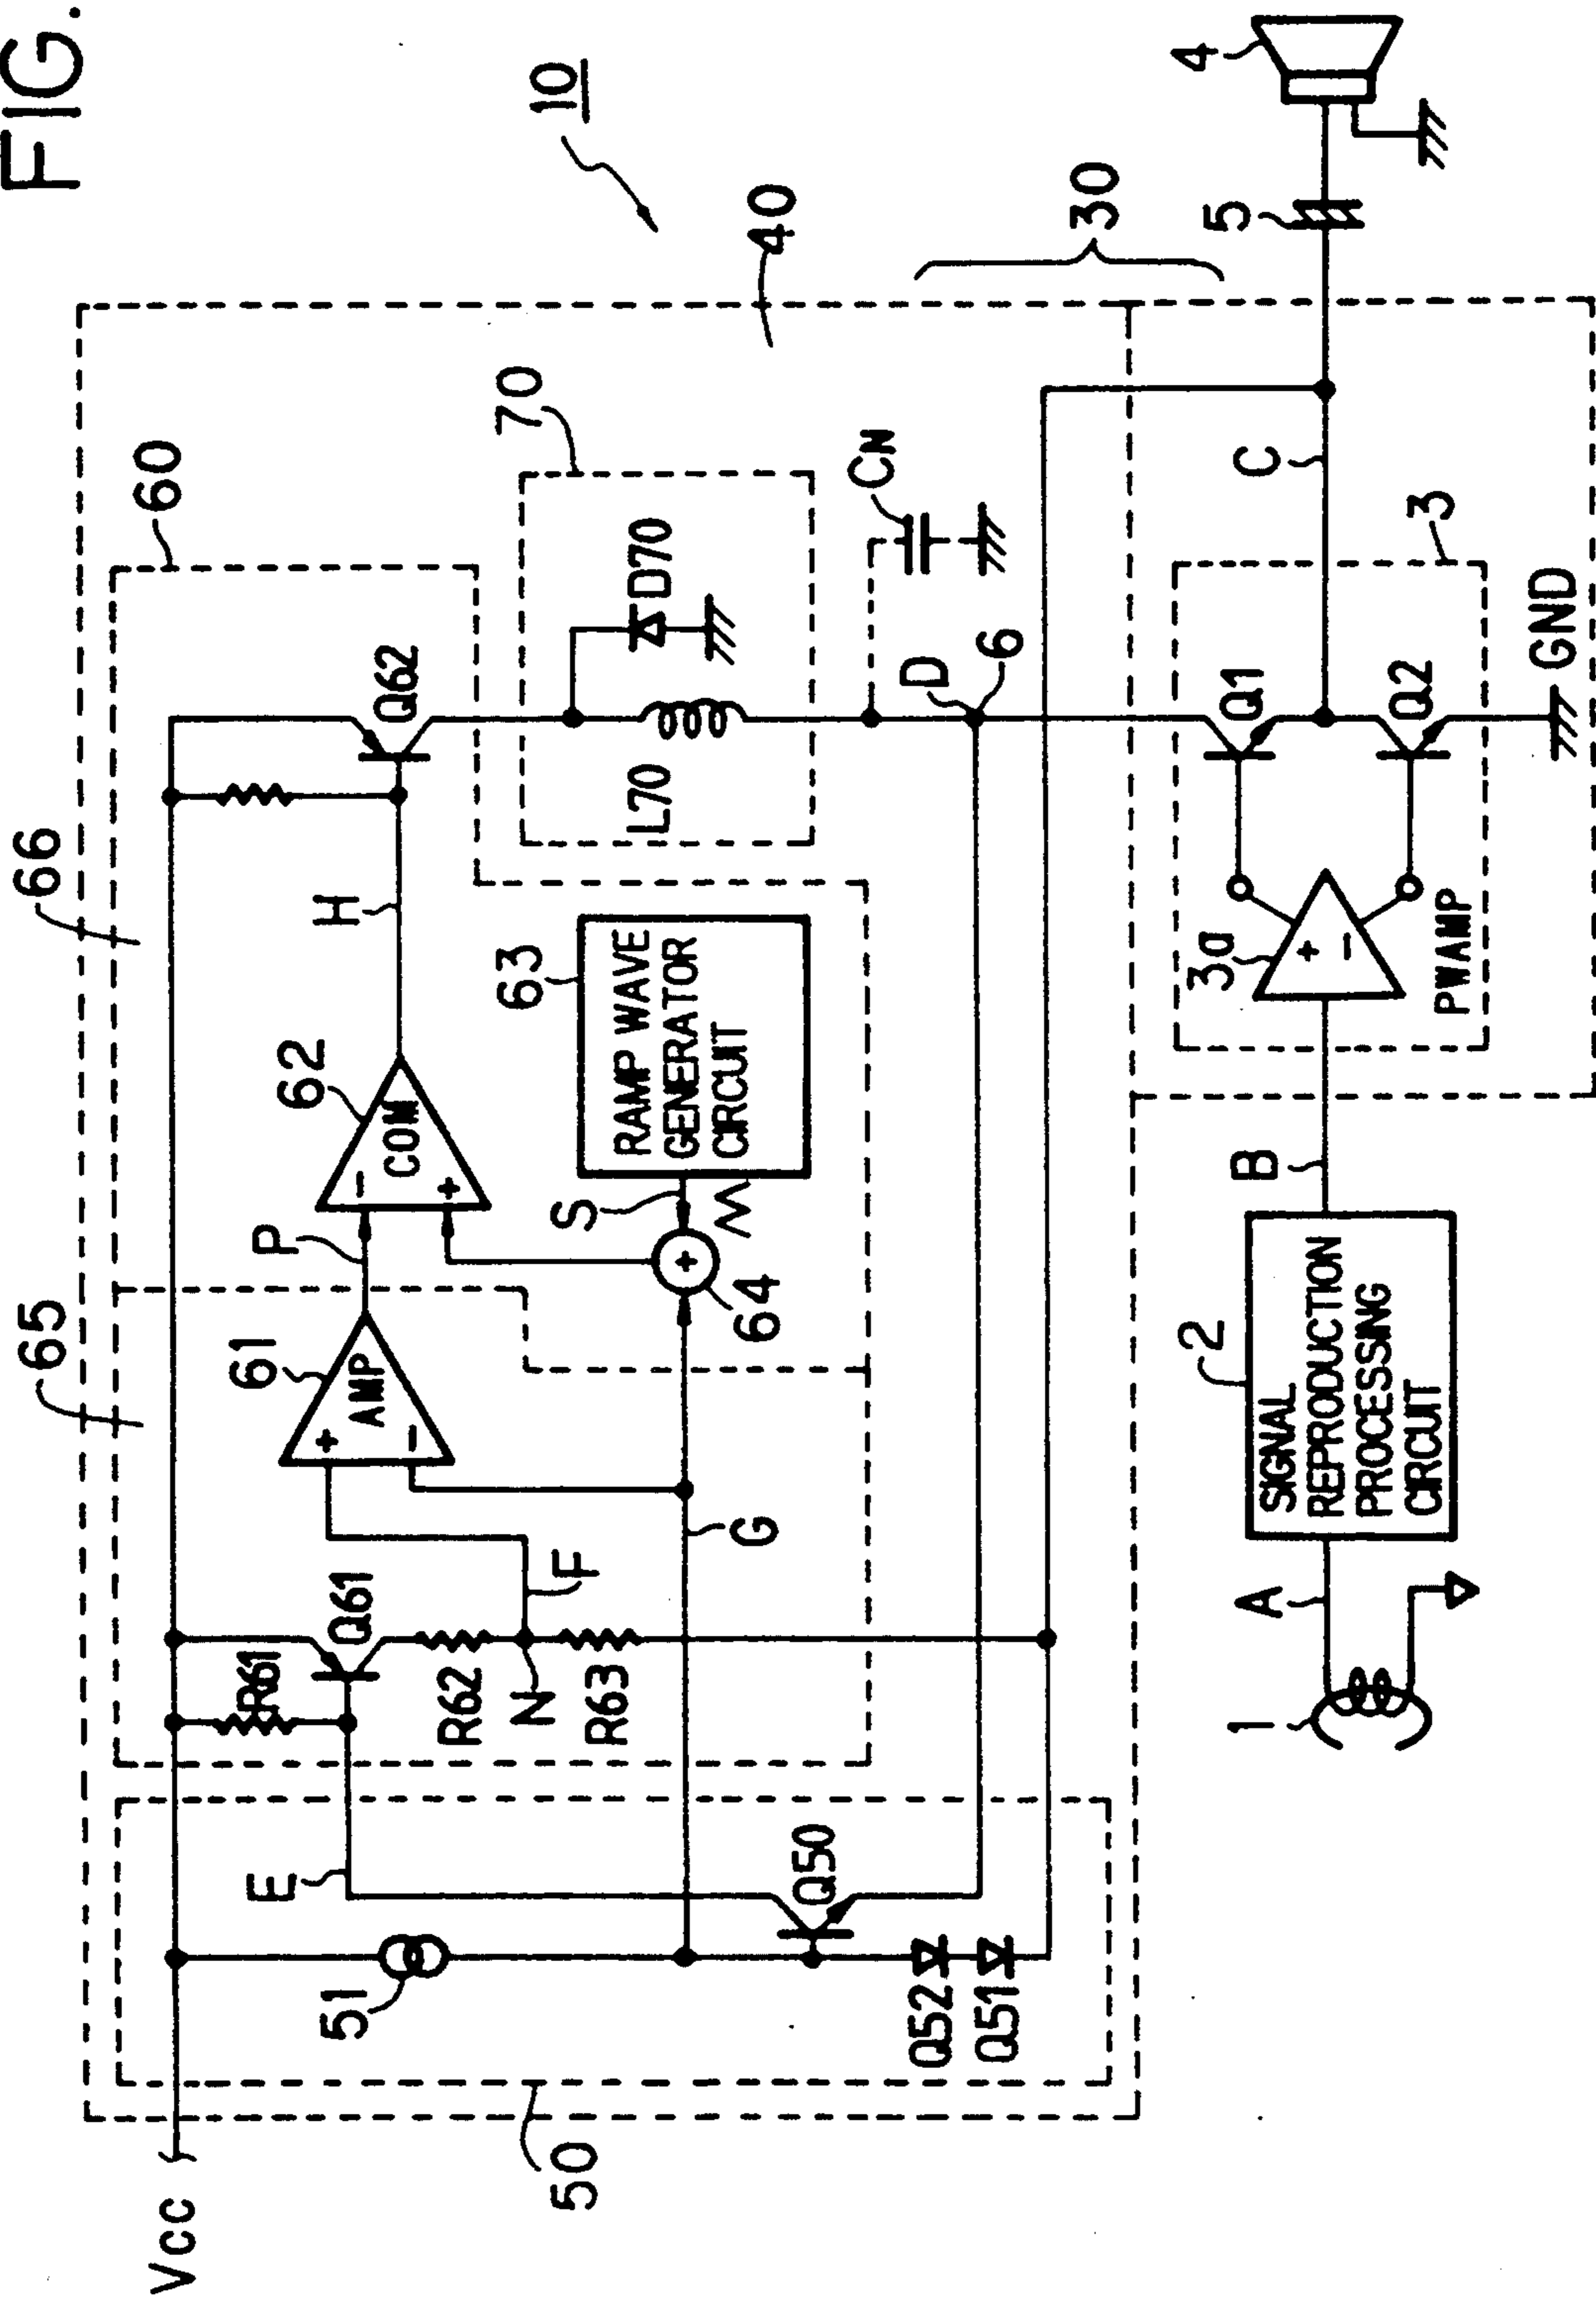 FIG.
10
40
30
4
5
60
70
66
65
Q62
D70
L70
CN
D
6
C
3
Q1
Q2
GND
H
62
COM
-
+
63
RAMP WAVE
GENERATOR
CIRCUIT
S
+
64
P
61
AMP
+
-
3a
+
-
PWAMP
B
2
SIGNAL
REPRODUCTION
PROCESSING
CIRCUIT
A
1
G
F
N
Q61
R61
R62
R63
E
51
Q50
Q52
Q51
50
Vcc